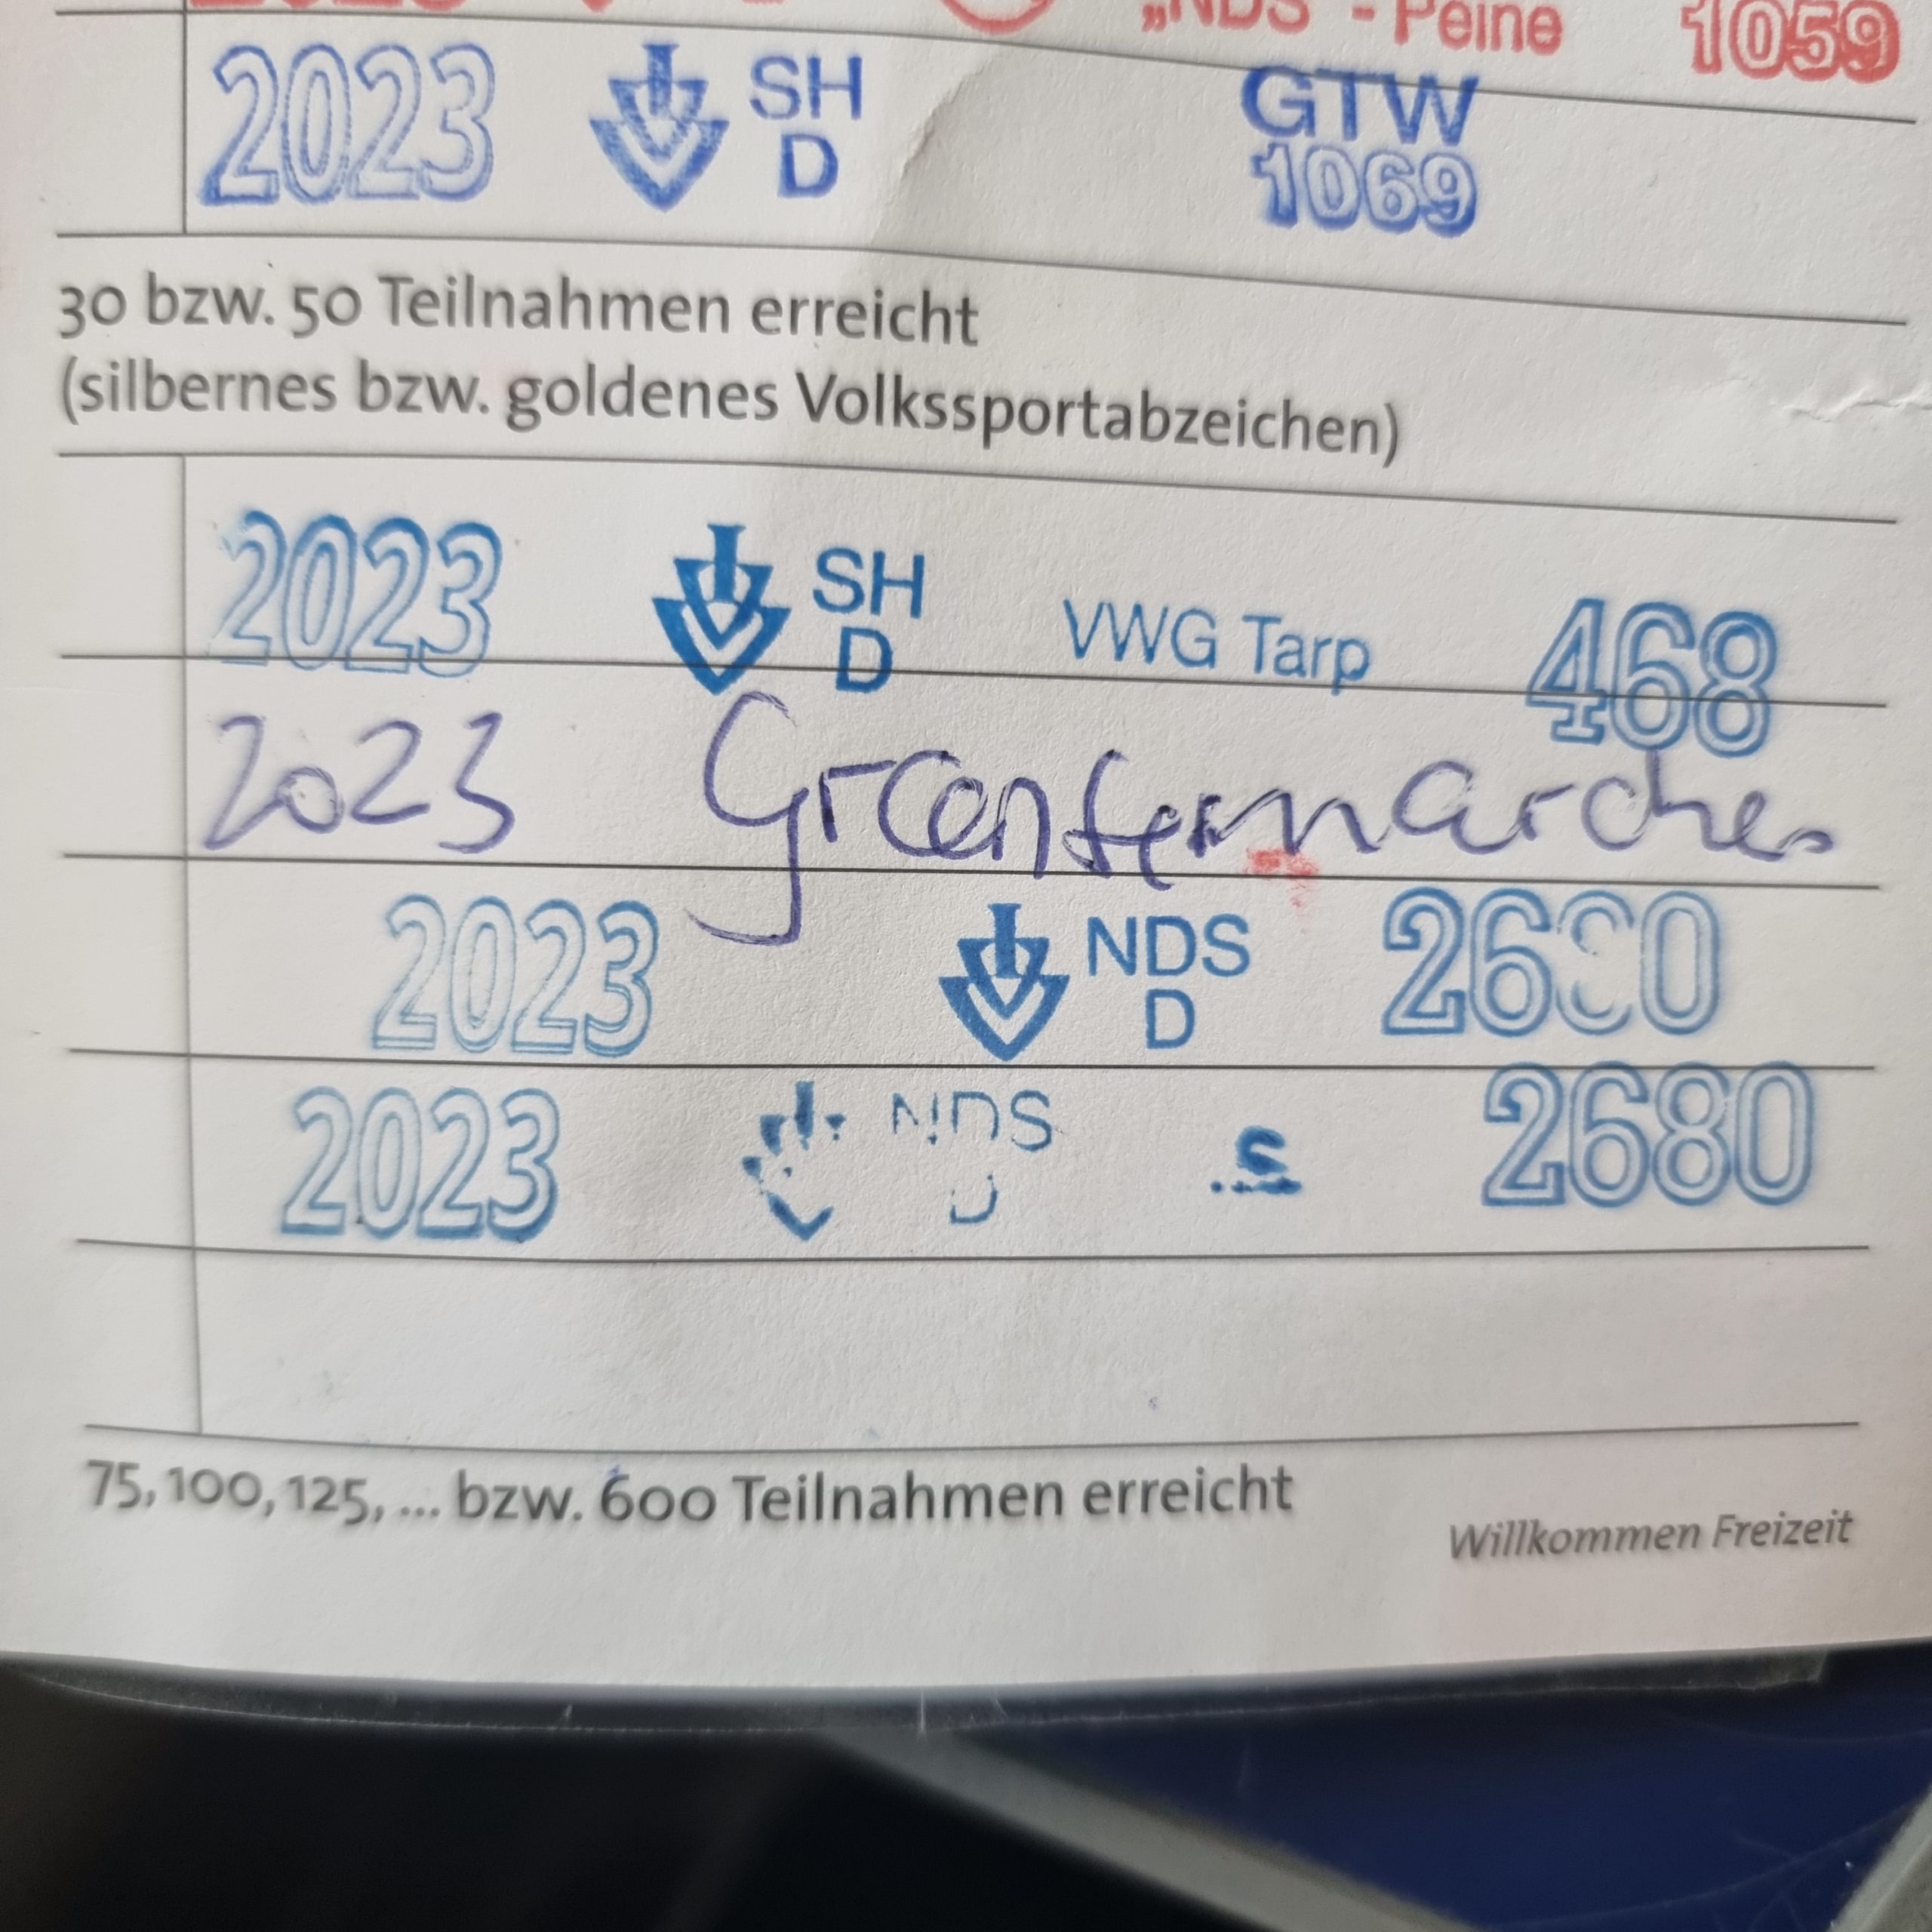 „NDS" - Peine 1059
2023 SH GTW
D 1069
30 bzw. 50 Teilnahmen erreicht
(silbernes bzw. goldenes Volkssportabzeichen)
2023 SH VWG Tarp 468
D
2023
2023 NDS 2680
D
2023 NDS S 2680
D
75, 100, 125, ... bzw. 600 Teilnahmen erreicht
Willkommen Freizeit